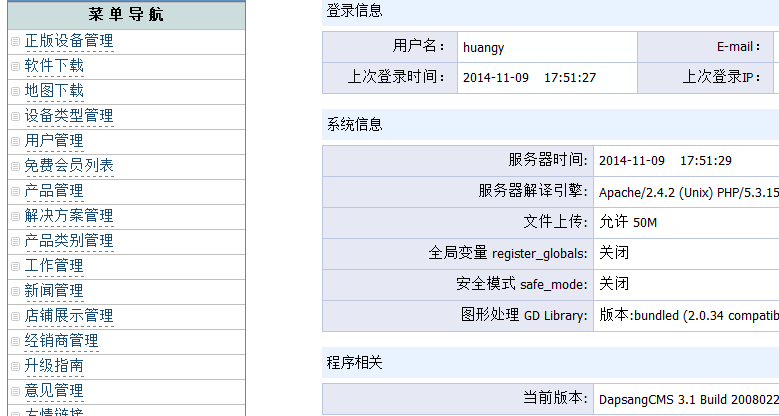 菜单导航
正版设备管理
软件下载
地图下载
设备类型管理
用户管理
免费会员列表
产品管理
解决方案管理
产品类别管理
工作管理
新闻管理
店铺展示管理
经销商管理
升级指南
意见管理
友情链接
登录信息
用户名： huangy E-mail：
上次登录时间： 2014-11-09 17:51:27 上次登录IP：
系统信息
服务器时间: 2014-11-09 17:51:29
服务器解译引擎: Apache/2.4.2 (Unix) PHP/5.3.15
文件上传: 允许 50M
全局变量 register_globals: 关闭
安全模式 safe_mode: 关闭
图形处理 GD Library: 版本:bundled (2.0.34 compatib
程序相关
当前版本: DapsangCMS 3.1 Build 2008022